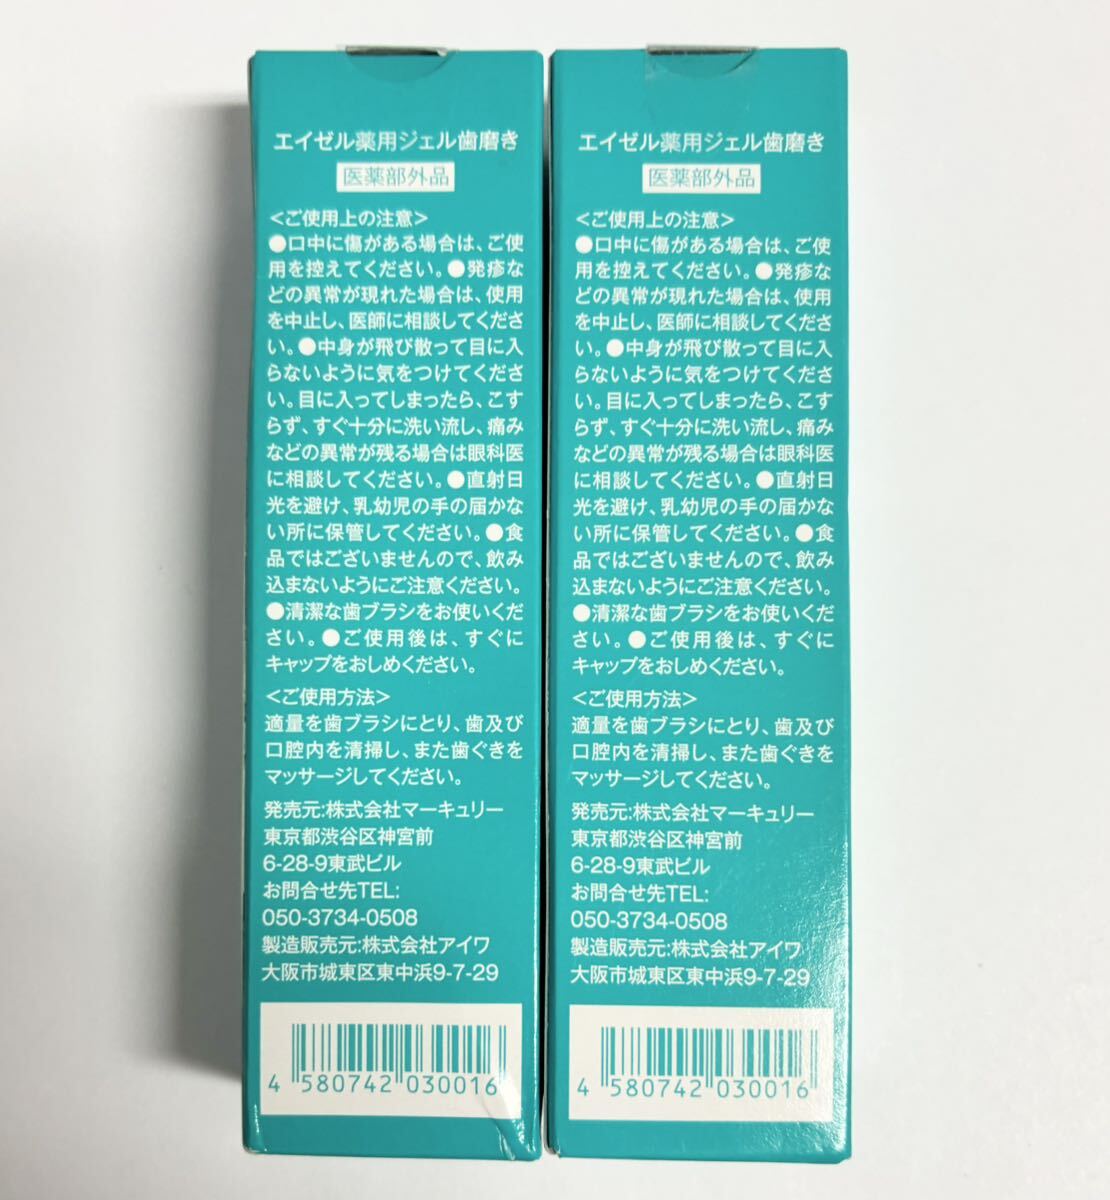 エイゼル薬用ジェル歯磨き
医薬部外品
＜ご使用上の注意＞
●口中に傷がある場合は、ご使
用を控えてください。●発疹な
どの異常が現れた場合は、使用
を中止し、医師に相談してくださ
い。●中身が飛び散って目に入
らないように気をつけてくださ
い。目に入ってしまったら、こす
らず、すぐ十分に洗い流し、痛み
などの異常が残る場合は眼科医
に相談してください。●直射日
光を避け、乳幼児の手の届かな
い所に保管してください。●食
品ではございませんので、飲み
込まないようにご注意ください。
●清潔な歯ブラシをお使いくだ
さい。●ご使用後は、すぐに
キャップをおしめください。
＜ご使用方法＞
適量を歯ブラシにとり、歯及び
口腔内を清掃し、また歯ぐきを
マッサージしてください。
発売元:株式会社マーキュリー
東京都渋谷区神宮前
6-28-9東武ビル
お問合せ先TEL:
050-3734-0508
製造販売元:株式会社アイワ
大阪市城東区東中浜9-7-29
4 580742 030016
エイゼル薬用ジェル歯磨き
医薬部外品
＜ご使用上の注意＞
●口中に傷がある場合は、ご使
用を控えてください。●発疹な
どの異常が現れた場合は、使用
を中止し、医師に相談してくださ
い。●中身が飛び散って目に入
らないように気をつけてくださ
い。目に入ってしまったら、こす
らず、すぐ十分に洗い流し、痛み
などの異常が残る場合は眼科医
に相談してください。●直射日
光を避け、乳幼児の手の届かな
い所に保管してください。●食
品ではございませんので、飲み
込まないようにご注意ください。
●清潔な歯ブラシをお使いくだ
さい。●ご使用後は、すぐに
キャップをおしめください。
＜ご使用方法＞
適量を歯ブラシにとり、歯及び
口腔内を清掃し、また歯ぐきを
マッサージしてください。
発売元:株式会社マーキュリー
東京都渋谷区神宮前
6-28-9東武ビル
お問合せ先TEL:
050-3734-0508
製造販売元:株式会社アイワ
大阪市城東区東中浜9-7-29
4 580742 030016